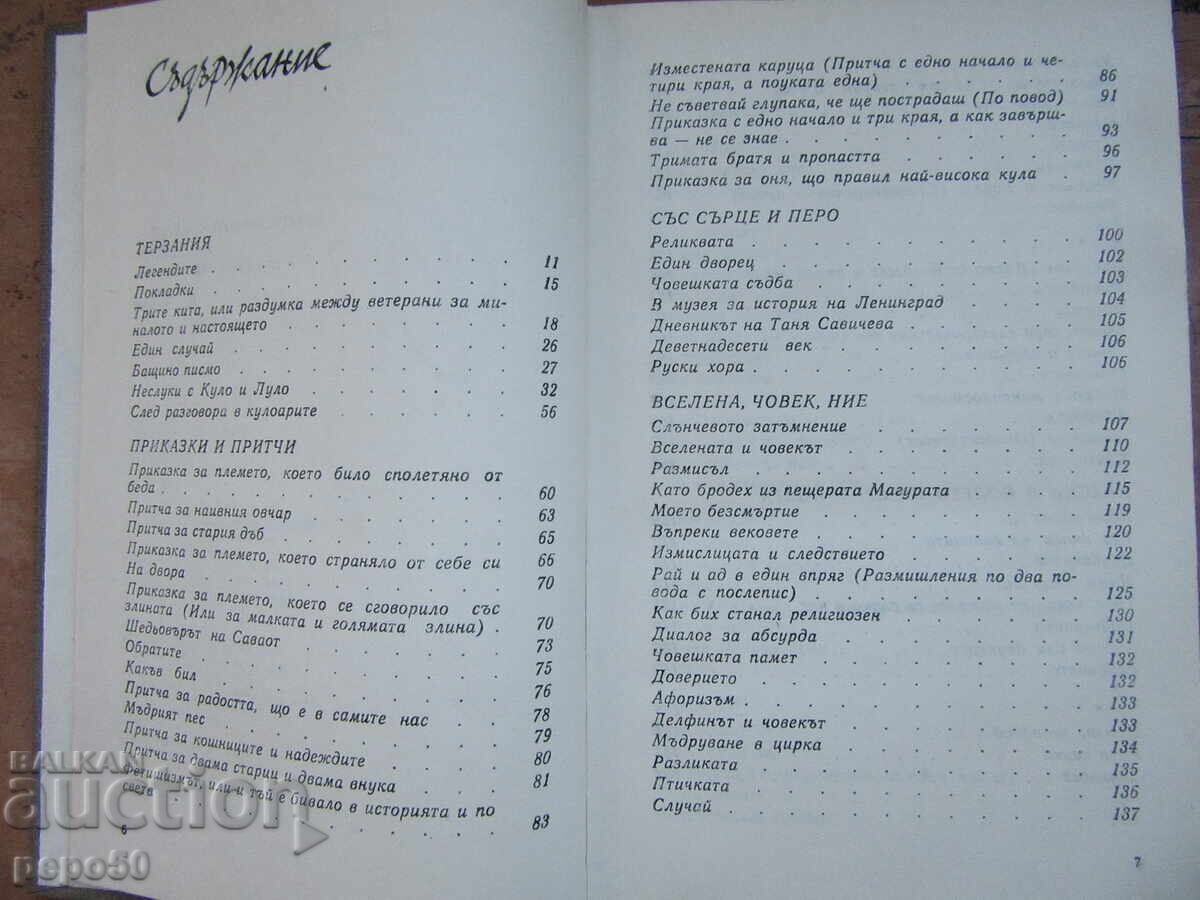 Съдържание
ТЕРЗАНИЯ
Легендите . . . . . . . . . . . 11
Покладки . . . . . . . . . . . 15
Трите кита, или раздумка между ветерани за ми-
налото и настоящето . . . . . . . . 18
Един случай . . . . . . . . . . . 26
Бащино писмо . . . . . . . . . . 27
Неслуки с Куло и Луло . . . . . . . 32
След разговора в кулоарите . . . . . . . 56
ПРИКАЗКИ И ПРИТЧИ
Приказка за племето, което било сполетяно от
беда . . . . . . . . . . . . . 60
Притча за наивния овчар . . . . . . . 63
Притча за стария дъб . . . . . . . . 65
Приказка за племето, което страняло от себе си 66
На двора . . . . . . . . . . . . 70
Приказка за племето, което се сговорило със
злината (Или за малката и голямата злина) . 70
Шедьовърът на Саваот . . . . . . . 73
Обратите . . . . . . . . . . . . 75
Какъв бил . . . . . . . . . . . 76
Притча за радостта, що е в самите нас . . 78
Мъдрият пес . . . . . . . . . . 79
Притча за кошниците и надеждите . . . . 80
Притча за двама старци и двама внука . . . 81
Фетишизмът, или и тъй е бивало в историята и по
света . . . . . . . . . . . . 83
6
Изместената каруца (Притча с едно начало и че-
тири края, а поуката една) . . . . . . 86
Не съветвай глупака, че ще пострадаш (По повод) 91
Приказка с едно начало и три края, а как завърш-
ва — не се знае . . . . . . . . . . 93
Тримата братя и пропастта . . . . . . 96
Приказка за оня, що правил най-висока кула . 97
СЪС СЪРЦЕ И ПЕРО
Реликвата . . . . . . . . . . . 100
Един дворец . . . . . . . . . . . 102
Човешката съдба . . . . . . . . . 103
В музея за история на Ленинград . . . . 104
Дневникът на Таня Савичева . . . . . . 105
Деветнадесети век . . . . . . . . . 106
Руски хора . . . . . . . . . . . 106
ВСЕЛЕНА, ЧОВЕК, НИЕ
Слънчевото затъмнение . . . . . . . 107
Вселената и човекът . . . . . . . . 110
Размисъл . . . . . . . . . . . 112
Като бродех из пещерата Магурата . . . . 115
Моето безсмъртие . . . . . . . . . 119
Въпреки вековете . . . . . . . . . 120
Измислицата и следствието . . . . . . 122
Рай и ад в един впряг (Размишления по два по-
вода с послепис) . . . . . . . . . 125
Как бих станал религиозен . . . . . . 130
Диалог за абсурда . . . . . . . . . 131
Човешката памет . . . . . . . . . 132
Доверието . . . . . . . . . . . 132
Афоризъм . . . . . . . . . . . . 133
Делфинът и човекът . . . . . . . . 133
Мъдруване в цирка . . . . . . . . . 134
Разликата . . . . . . . . . . . 135
Птичката . . . . . . . . . . . 136
Случай . . . . . . . . . . . . 137
7
BALKAN
auction
pepo50